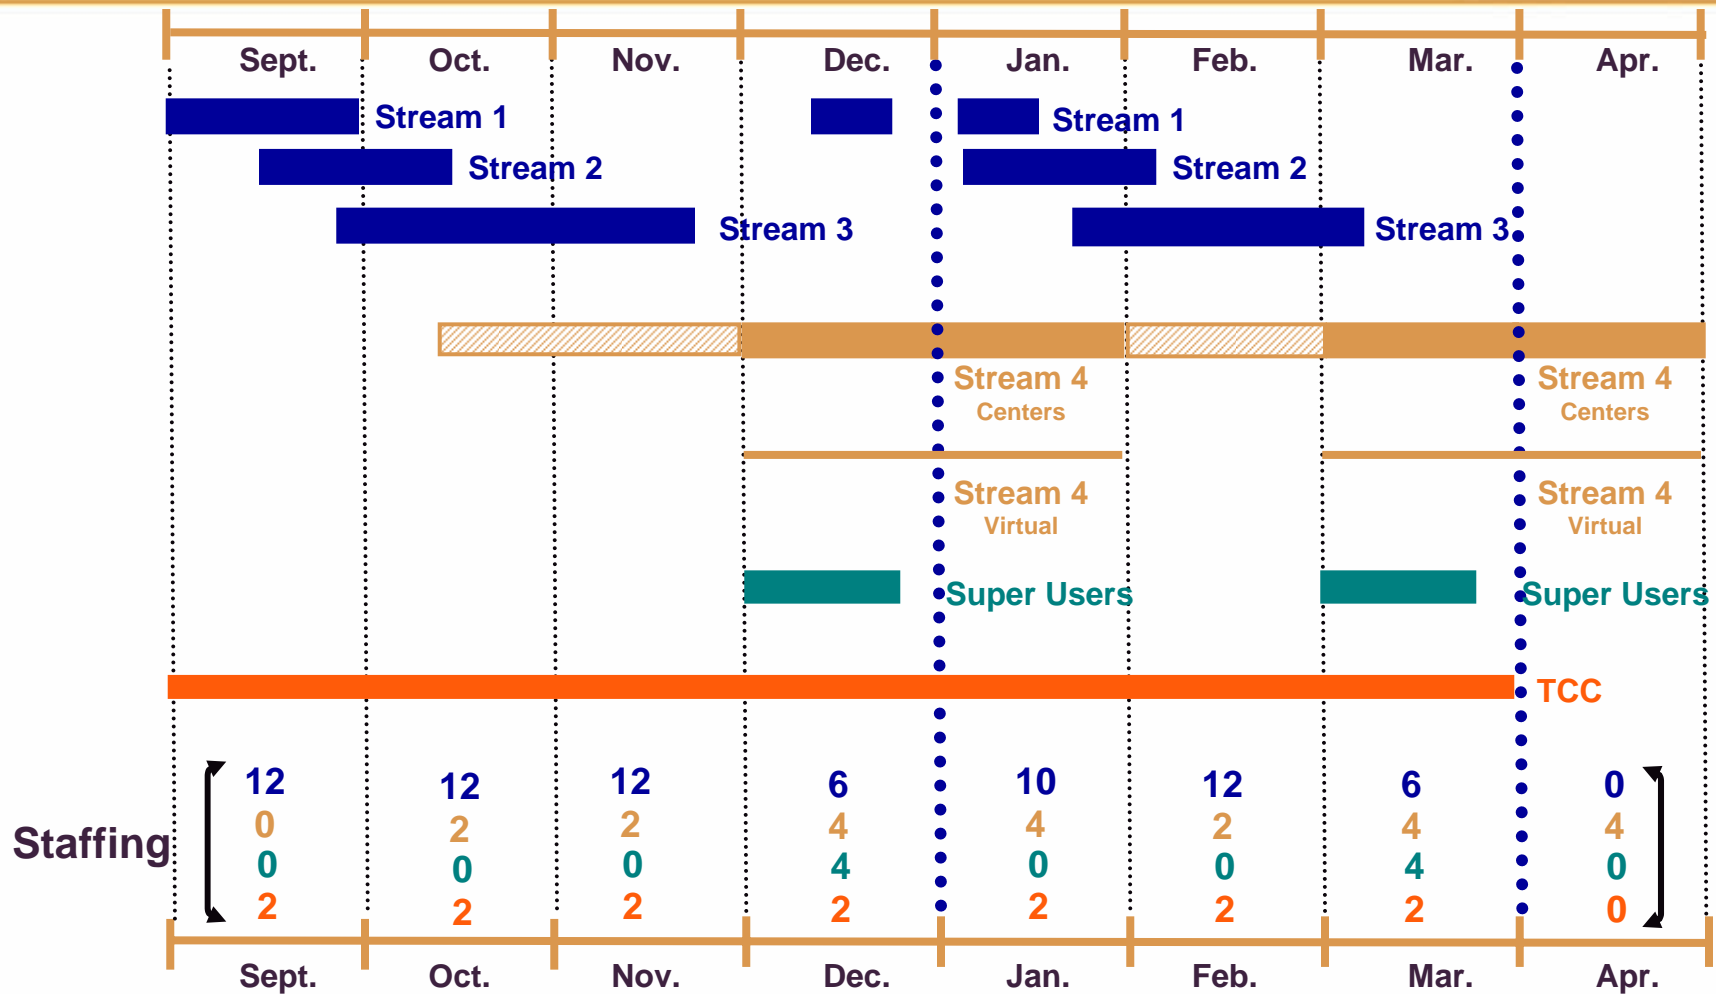 Sept. Oct. Nov. Dec. Jan. Feb. Mar. Apr.
Stream 1 Stream 1
Stream 2 Stream 2
Stream 3 Stream 3
Stream 4 Stream 4
Centers Centers
Stream 4 Stream 4
Virtual Virtual
Super Users Super Users
TCC
12 12 12 6 10 12 6 0
0 2 2 4 4 2 4 4
Staffing
0 0 0 4 0 0 4 0
2 2 2 2 2 2 2 0
Sept. Oct. Nov. Dec. Jan. Feb. Mar. Apr.